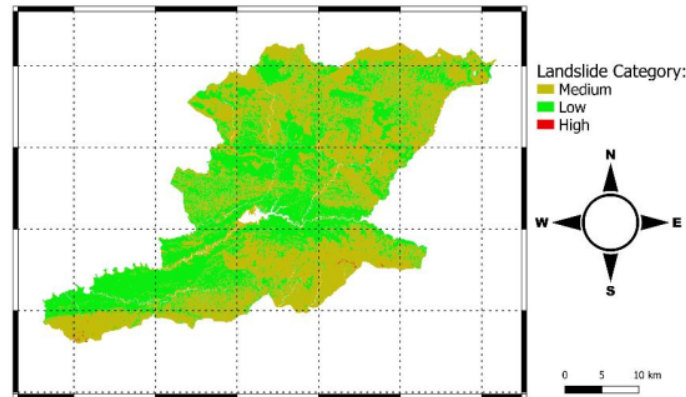 Landslide Category:
Medium
Low
High
N
W E
S
0 5 10 km